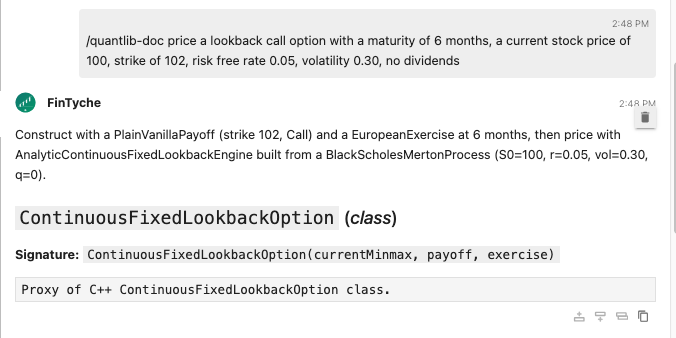 2:48 PM
/quantlib-doc price a lookback call option with a maturity of 6 months, a current stock price of
100, strike of 102, risk free rate 0.05, volatility 0.30, no dividends
FinTyche
2:48 PM
Construct with a PlainVanillaPayoff (strike 102, Call) and a EuropeanExercise at 6 months, then price with
AnalyticContinuousFixedLookbackEngine built from a BlackScholesMertonProcess (S0=100, r=0.05, vol=0.30,
q=0).
ContinuousFixedLookbackOption (class)
Signature: ContinuousFixedLookbackOption(currentMinmax, payoff, exercise)
Proxy of C++ ContinuousFixedLookbackOption class.